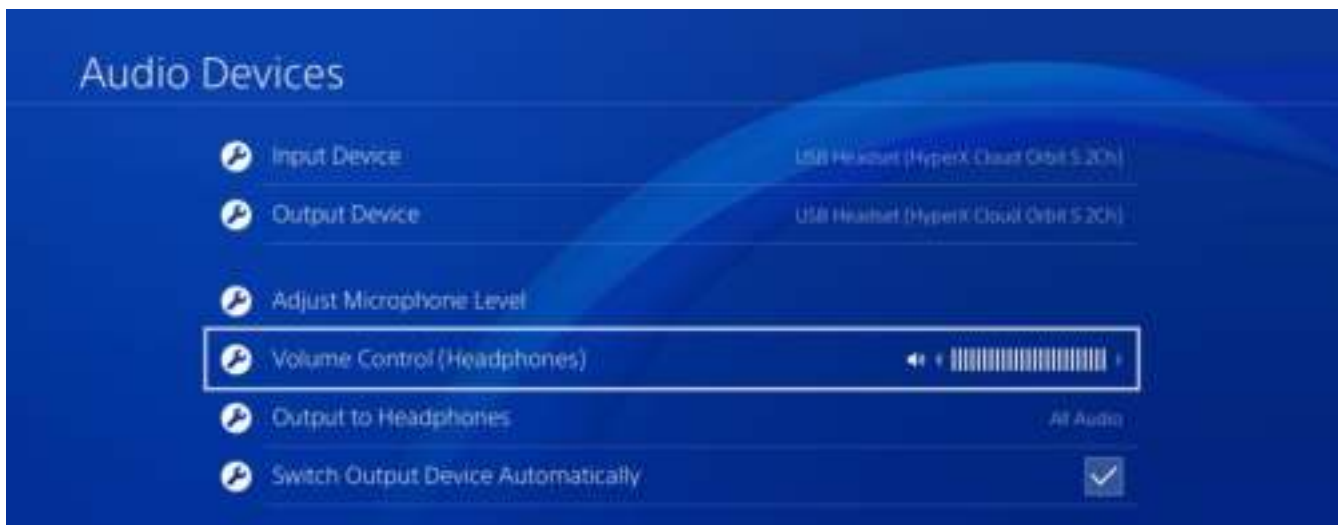 Audio Devices
Input Device
USB Headset (HyperX Cloud Orbit S 2Ch)
Output Device
USB Headset (HyperX Cloud Orbit S 2Ch)
Adjust Microphone Level
Volume Control (Headphones)
Output to Headphones
All Audio
Switch Output Device Automatically